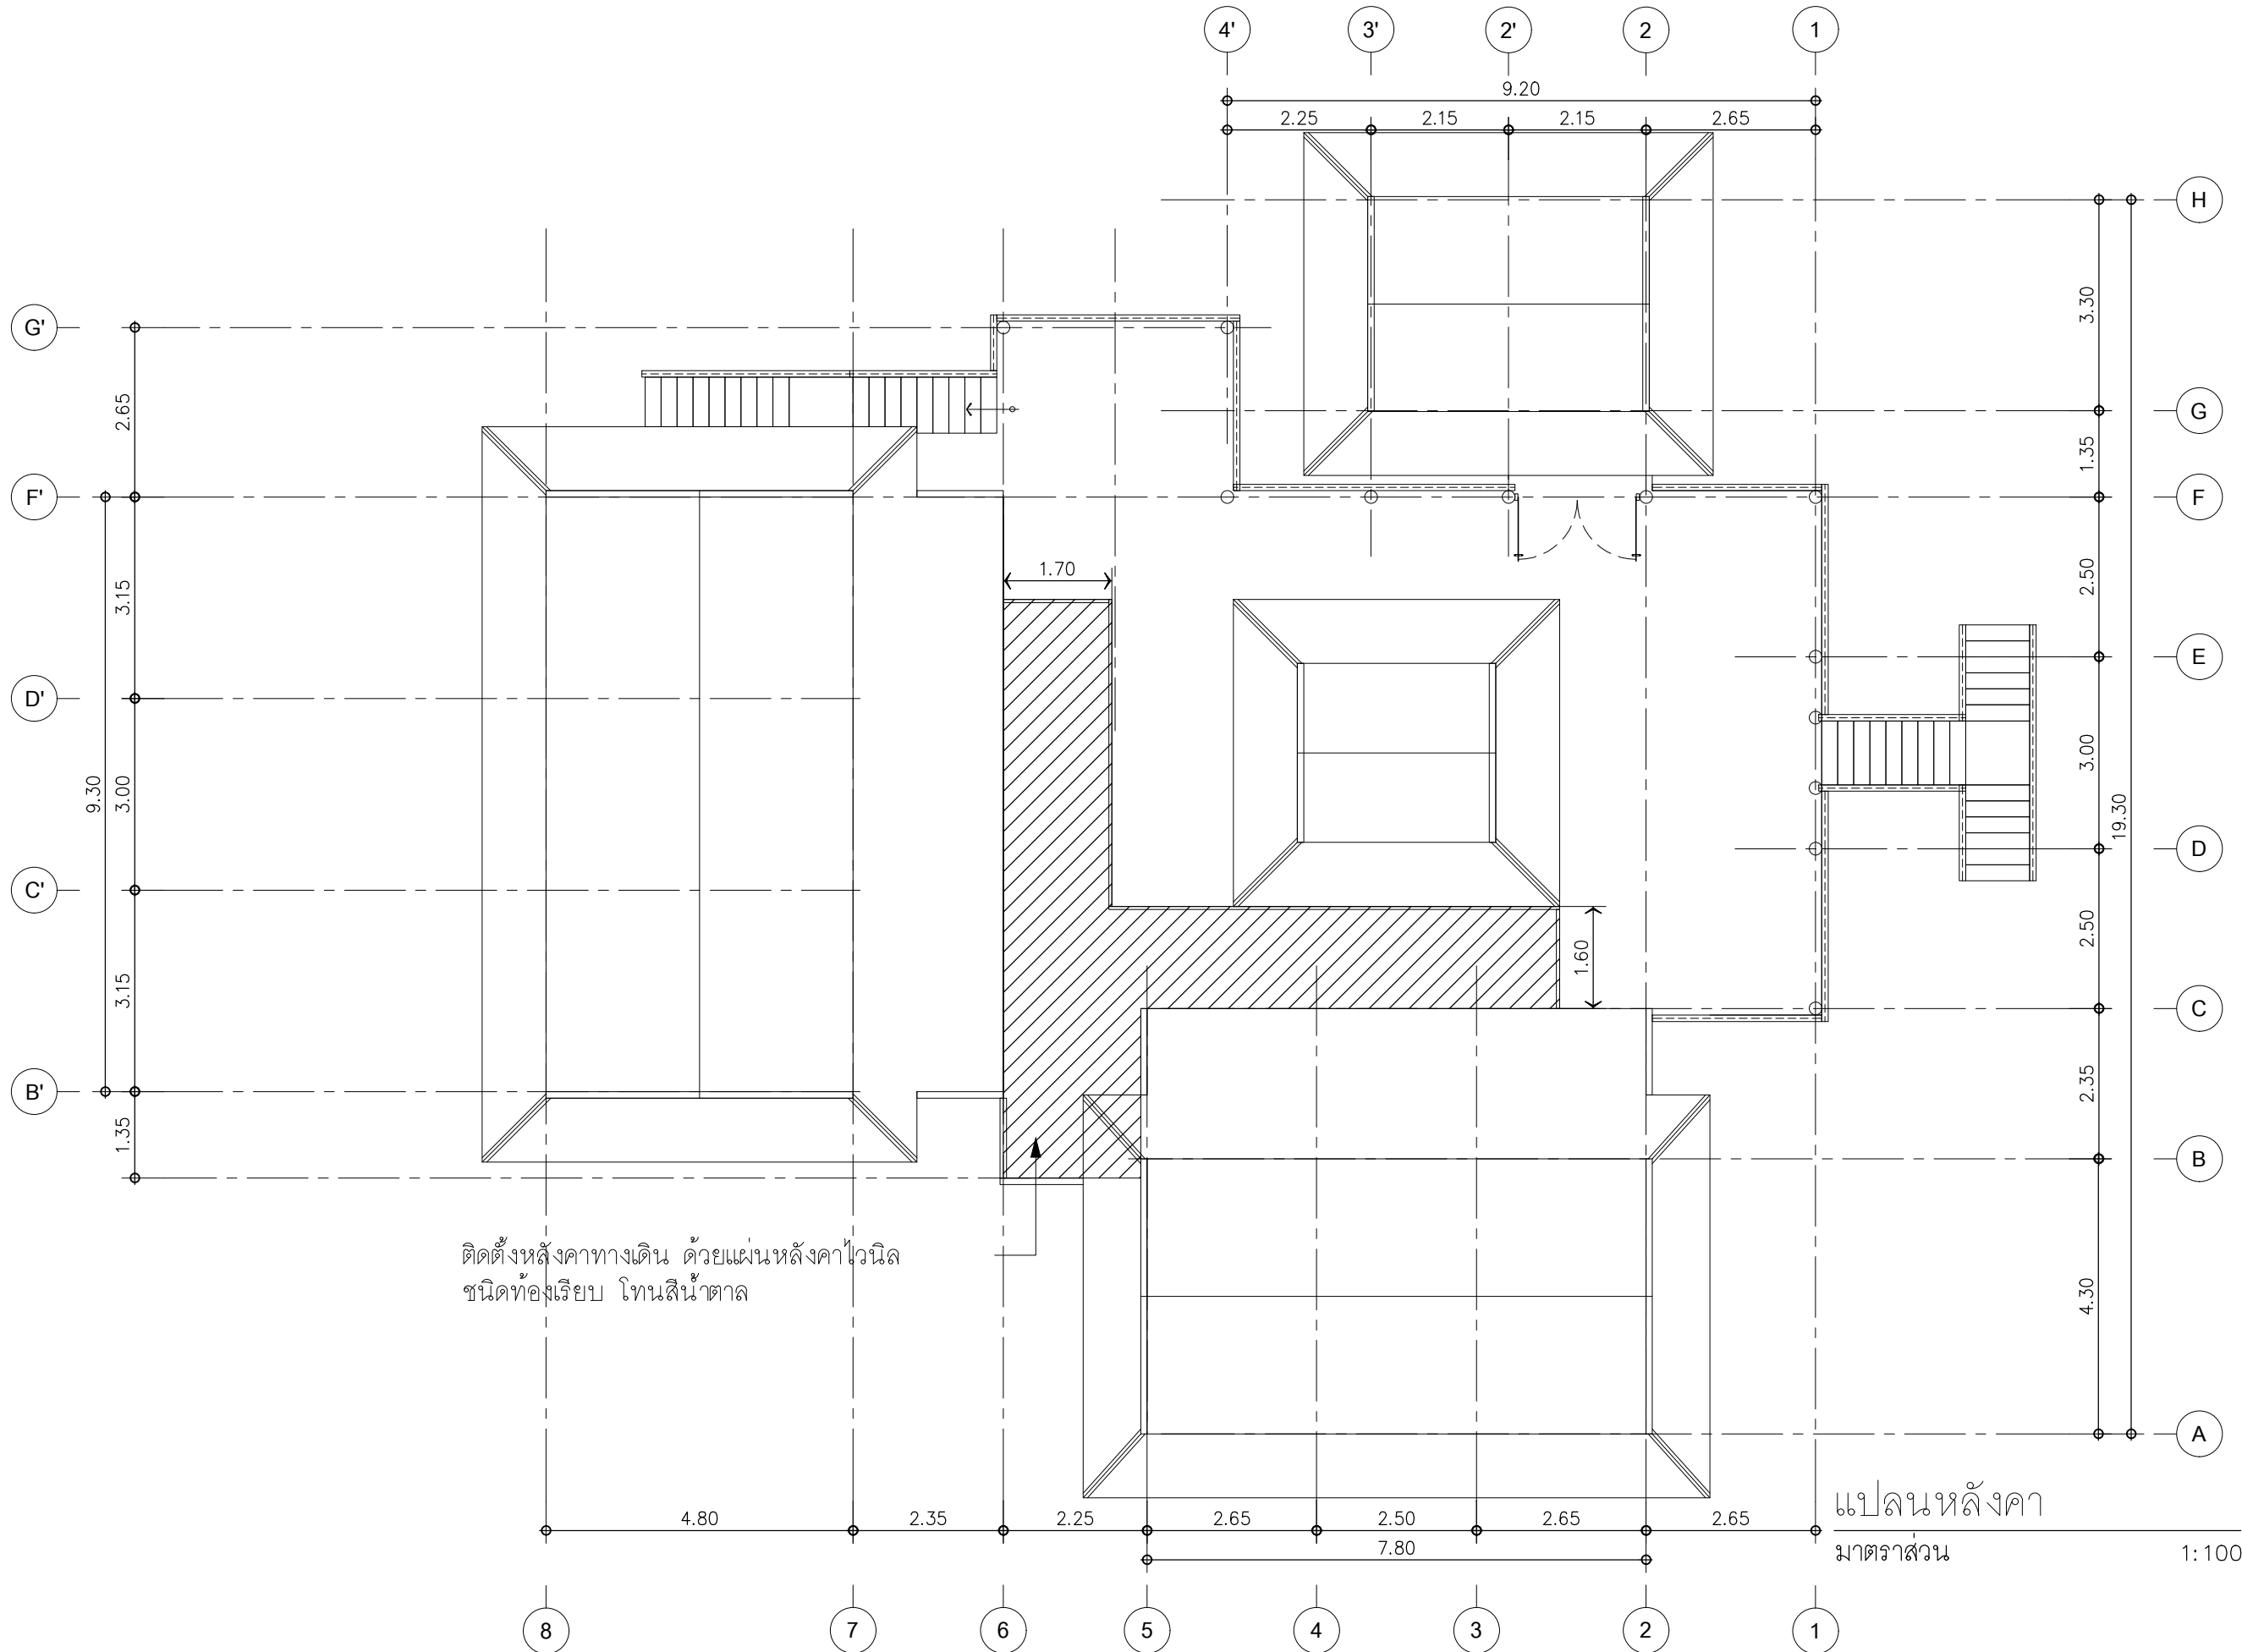 4' 3' 2' 2 1
9.20
2.25 2.15 2.15 2.65
H
3.30
G'
2.65
G
1.35
F'
F
1.70
3.15
2.50
E
D'
9.30
3.00
3.00
19.30
D
C'
2.50
1.60
3.15
C
B'
2.35
1.35
B
ติดตั้งหลังคาทางเดิน ด้วยแผ่นหลังคาไวนิล
ชนิดท้องเรียบ โทนสีน้ำตาล
4.30
A
4.80 2.35 2.25 2.65 2.50 2.65 2.65
7.80
แปลนหลังคา
มาตราส่วน 1:100
8 7 6 5 4 3 2 1